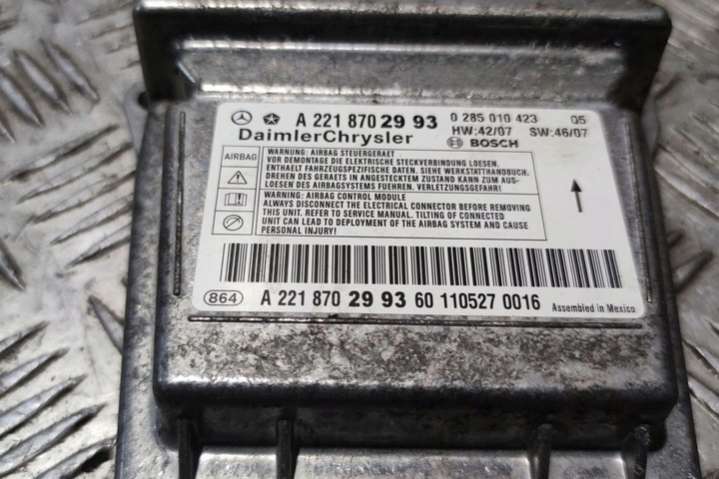 A 221 870 29 93 0 285 010 423 05
DaimlerChrysler HW:42/07 SW:46/07
BOSCH
AIRBAG
WARNUNG: AIRBAG STEUERGERAET
VOR DEMONTAGE DIE ELEKTRISCHE STECKVERBINDUNG LOESEN.
ENTHAELT FAHRZEUGSPEZIFISCHE DATEN. SIEHE WERKSTATTHANDBUCH.
DREHEN DES GERAETS IN ANGESTECKTEM ZUSTAND KANN ZUM AUS-
LOESEN DES AIRBAGSYSTEMS FUEHREN. VERLETZUNGSGEFAHR!
WARNING: AIRBAG CONTROL MODULE
ALWAYS DISCONNECT THE ELECTRICAL CONNECTOR BEFORE REMOVING
THIS UNIT. REFER TO SERVICE MANUAL. TILTING OF CONNECTED
UNIT CAN LEAD TO DEPLOYMENT OF THE AIRBAG SYSTEM AND CAUSE
PERSONAL INJURY!
864 A 221 870 29 93 60 110527 0016 Assembled in Mexico